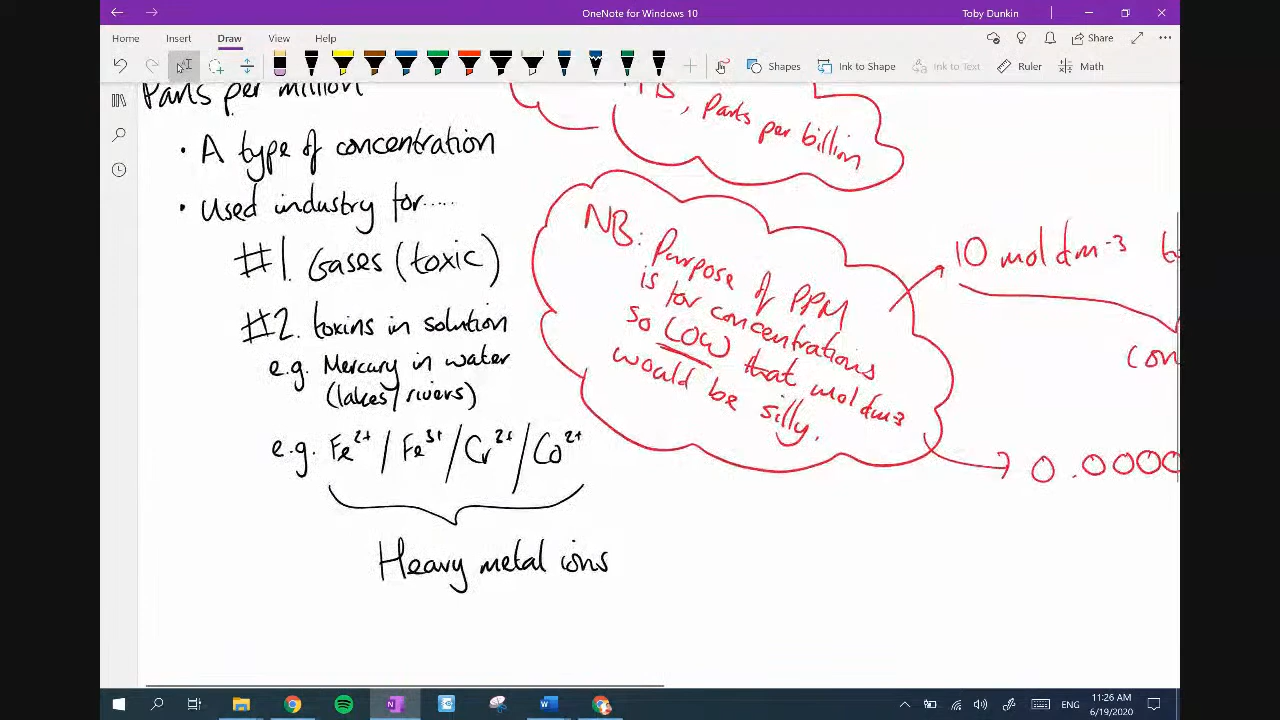 OneNote for Windows 10
Toby Dunkin
Home
Insert
Draw
View
Help
Share
Shapes
Ink to Shape
Ink to Text
Ruler
Math
Parts per million
• A type of concentration
• Used industry for.....
#1. Gases (toxic)
#2. toxins in solution
e.g. Mercury in water
(lakes/rivers)
e.g. Fe²⁺ / Fe³⁺ / Cr²⁺ / Co²⁺
Heavy metal ions
, Parts per billion
NB: Purpose of PPM
is for concentrations
so LOW that mol dm⁻³
would be silly.
10 mol dm⁻³
(con
0.0000
11:26 AM
6/19/2020